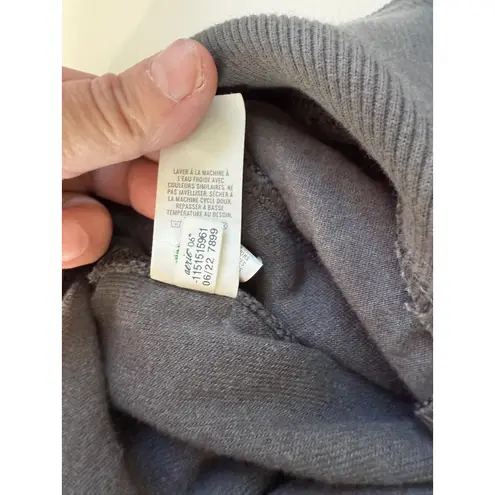 LAVER À LA MACHINE À
L'EAU FROIDE AVEC
COULEURS SIMILAIRES. NE
PAS JAVELLISER. SÉCHER À
LA MACHINE CYCLE DOUX.
REPASSER À BASSE
TEMPÉRATURE AU BESOIN.
aerie 06"
-1151515961
06/22 7899